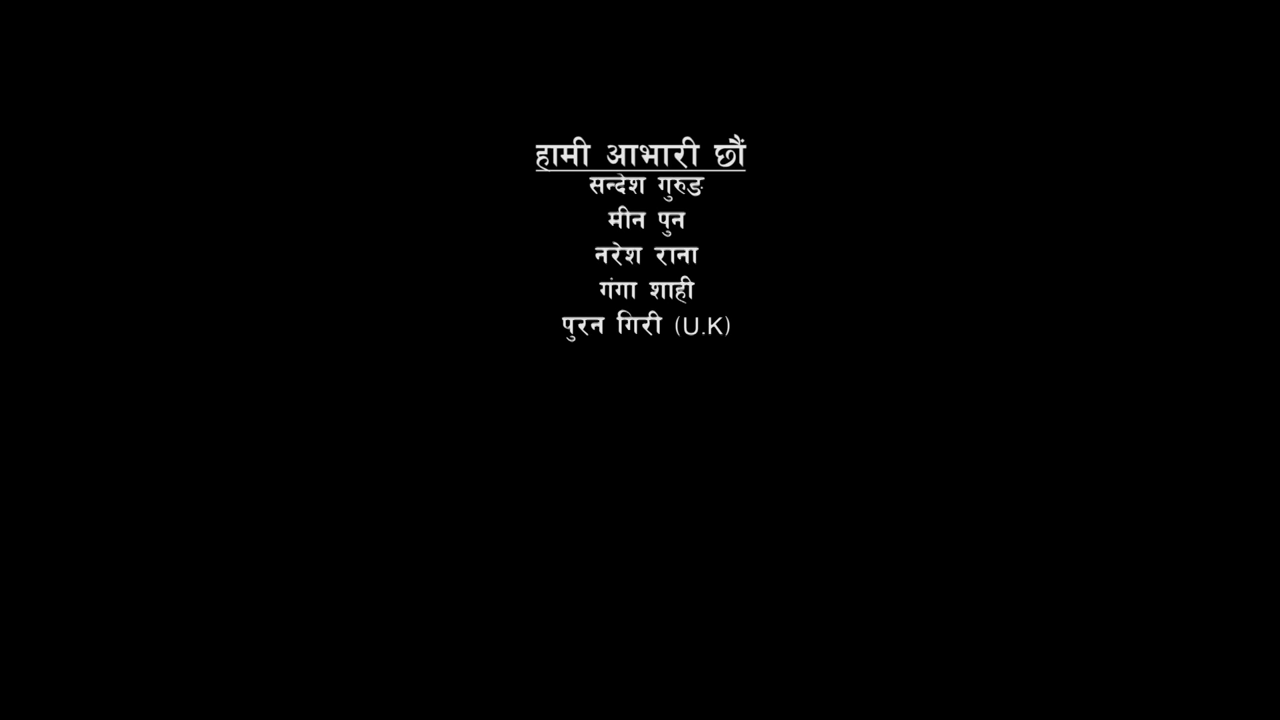 हामी आभारी छौं
सन्देश गुरुङ
मीन पुन
नरेश राना
गंगा शाही
पुरन गिरी (U.K)